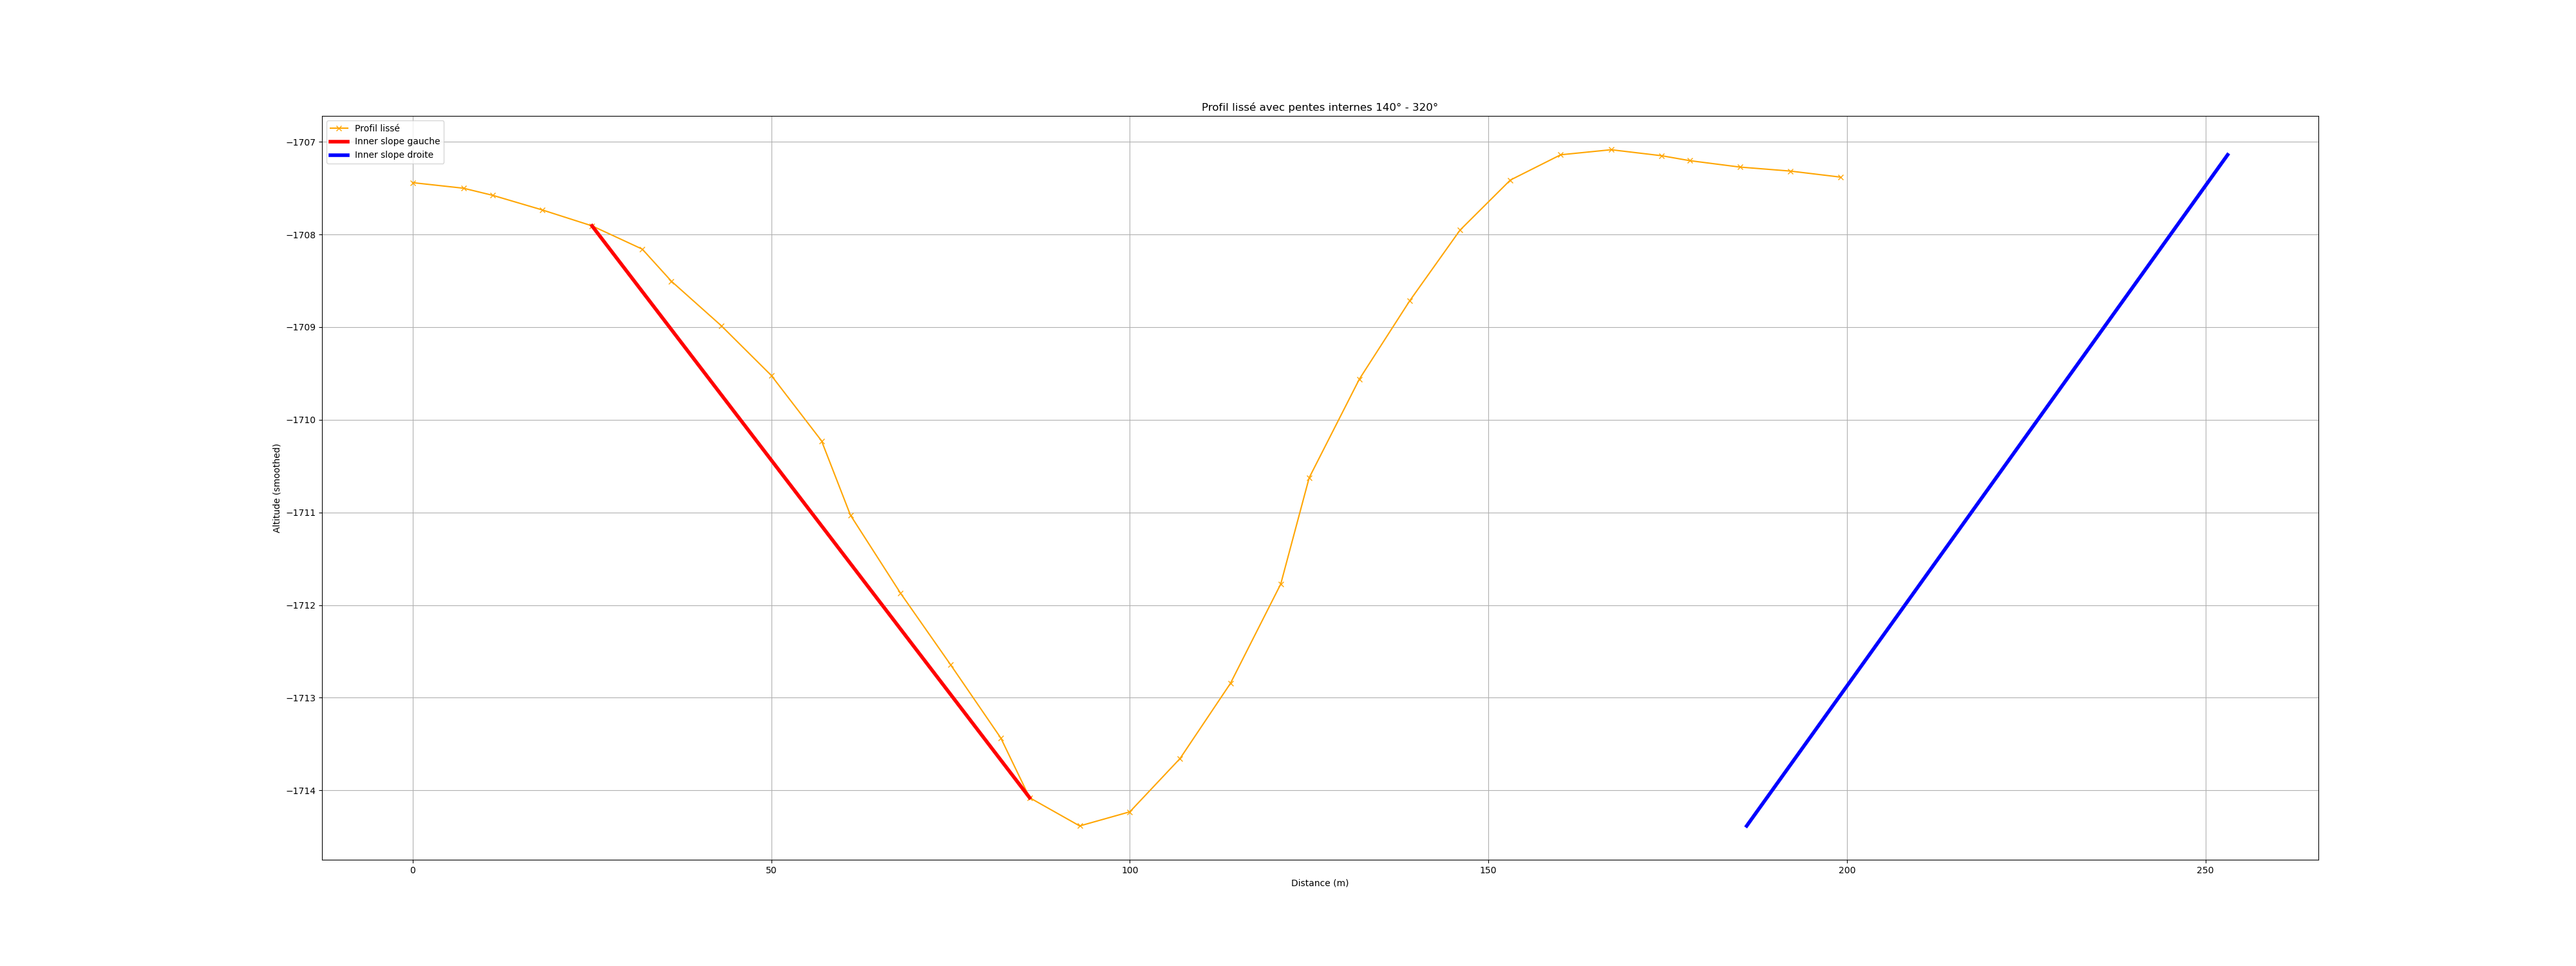 Profil lissé avec pentes internes 140° - 320°
Profil lissé
Inner slope gauche
Inner slope droite
Altitude (smoothed)
−1707
−1708
−1709
−1710
−1711
−1712
−1713
−1714
0 50 100 150 200 250
Distance (m)